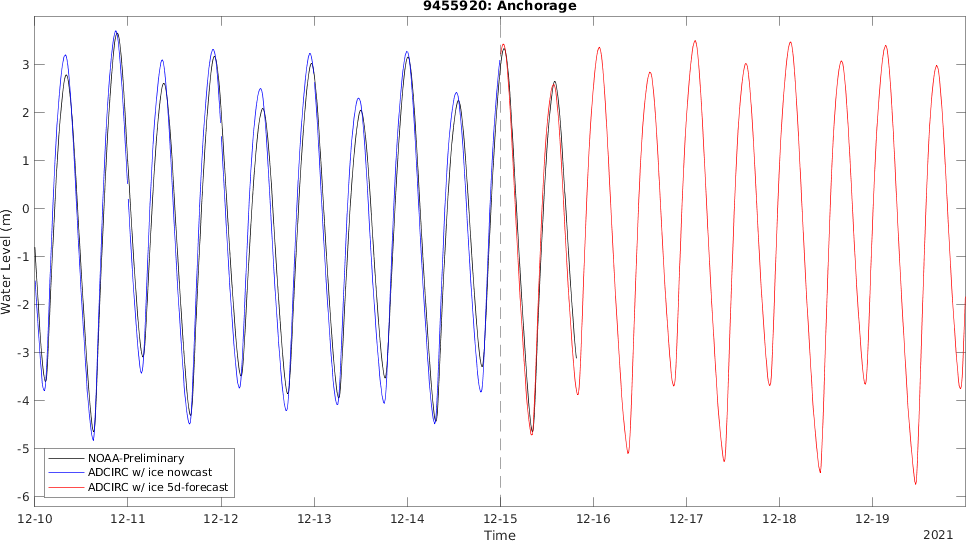 9455920: Anchorage
Water Level (m)
3
2
1
0
-1
-2
-3
-4
-5
-6
NOAA-Preliminary
ADCIRC w/ ice nowcast
ADCIRC w/ ice 5d-forecast
12-10 12-11 12-12 12-13 12-14 12-15 12-16 12-17 12-18 12-19
Time
2021